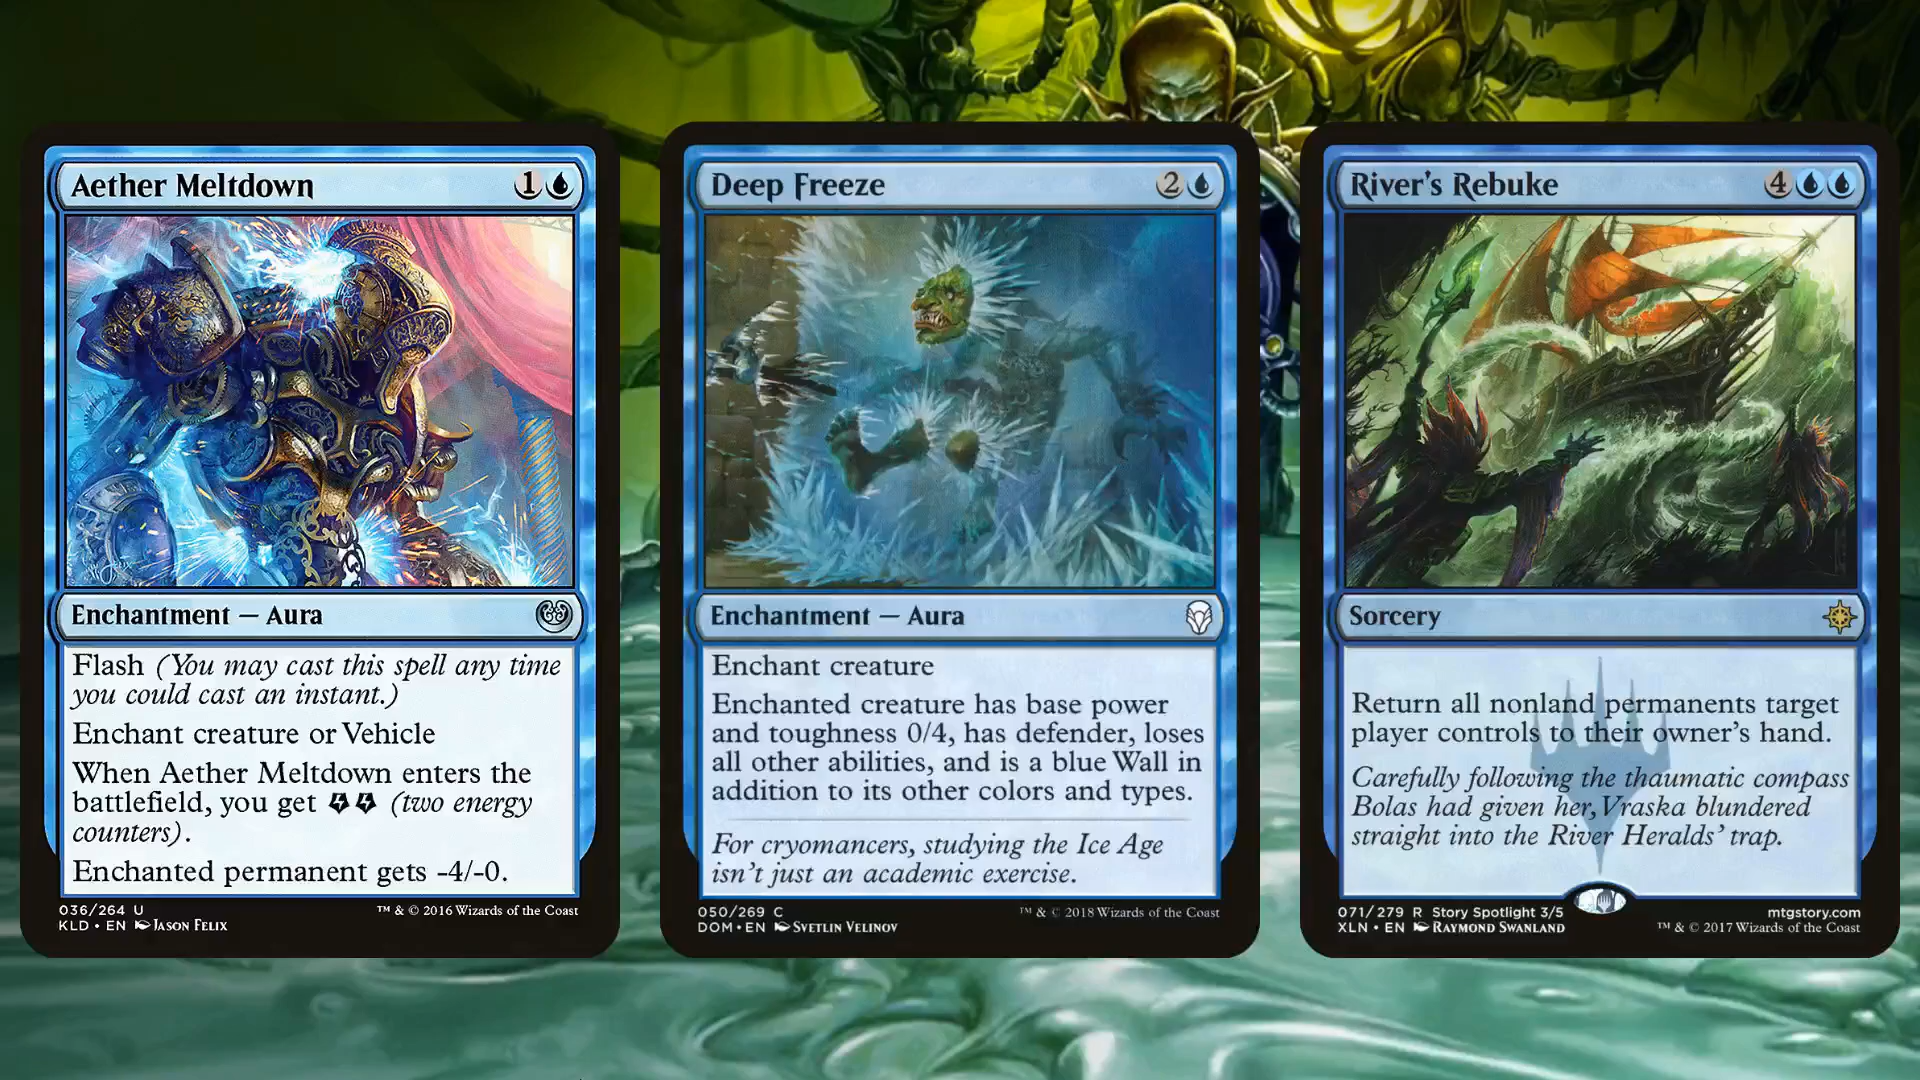 Aether Meltdown 1
Enchantment — Aura
Flash (You may cast this spell any time
you could cast an instant.)
Enchant creature or Vehicle
When Aether Meltdown enters the
battlefield, you get (two energy
counters).
Enchanted permanent gets -4/-0.
036/264 U
KLD • EN Jason Felix
™ & © 2016 Wizards of the Coast
Deep Freeze 2
Enchantment — Aura
Enchant creature
Enchanted creature has base power
and toughness 0/4, has defender, loses
all other abilities, and is a blue Wall in
addition to its other colors and types.
For cryomancers, studying the Ice Age
isn't just an academic exercise.
050/269 C
DOM • EN Svetlin Velinov
™ & © 2018 Wizards of the Coast
River's Rebuke 4
Sorcery
Return all nonland permanents target
player controls to their owner's hand.
Carefully following the thaumatic compass
Bolas had given her, Vraska blundered
straight into the River Heralds' trap.
071/279 R Story Spotlight 3/5
XLN • EN Raymond Swanland
mtgstory.com
™ & © 2017 Wizards of the Coast